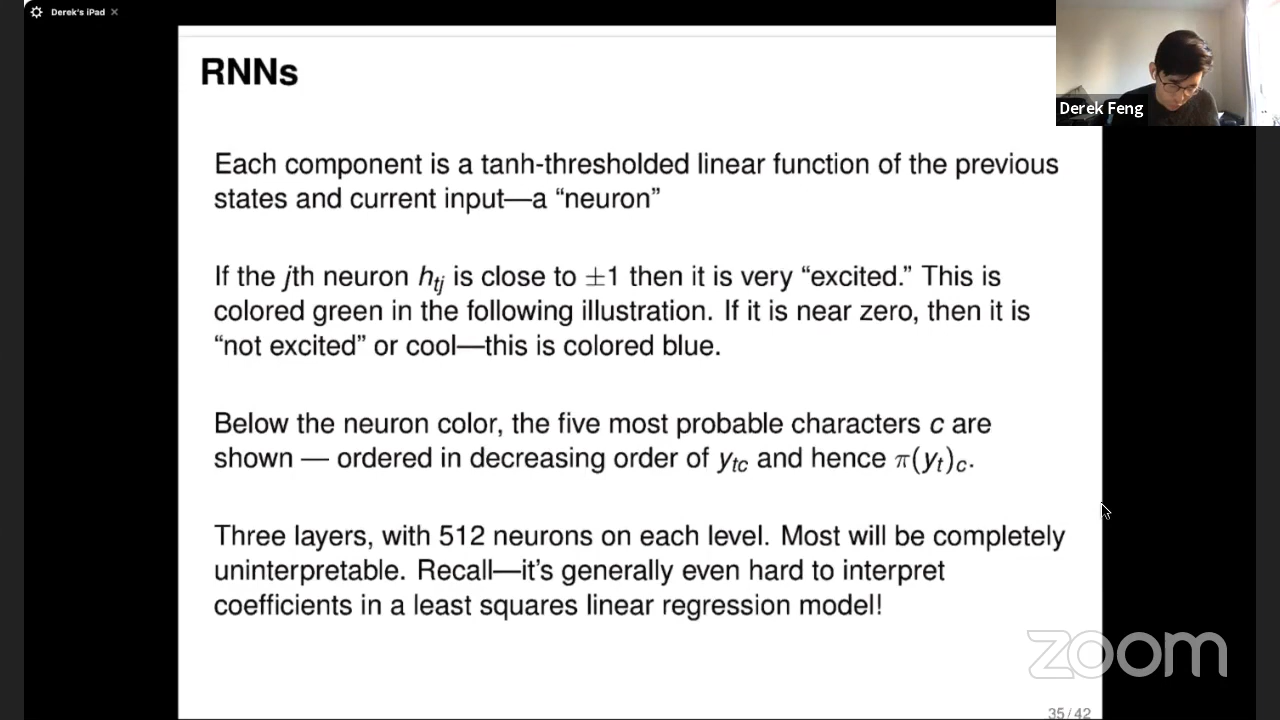 Derek's iPad
RNNs
Derek Feng
Each component is a tanh-thresholded linear function of the previous
states and current input—a “neuron”
If the jth neuron htj is close to ±1 then it is very “excited.” This is
colored green in the following illustration. If it is near zero, then it is
“not excited” or cool—this is colored blue.
Below the neuron color, the five most probable characters c are
shown — ordered in decreasing order of ytc and hence π(yt)c.
Three layers, with 512 neurons on each level. Most will be completely
uninterpretable. Recall—it’s generally even hard to interpret
coefficients in a least squares linear regression model!
zoom
35/42